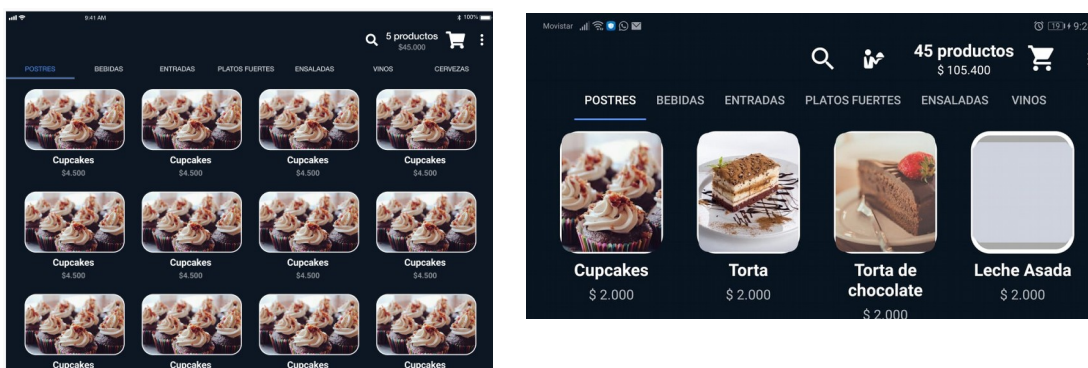 9:41 AM
100%
5 productos
$45.000
POSTRES BEBIDAS ENTRADAS PLATOS FUERTES ENSALADAS VINOS CERVEZAS
Cupcakes Cupcakes Cupcakes Cupcakes
$4.500 $4.500 $4.500 $4.500
Cupcakes Cupcakes Cupcakes Cupcakes
$4.500 $4.500 $4.500 $4.500
Cupcakes Cupcakes Cupcakes Cupcakes
Movistar
19
45 productos
$ 105.400
POSTRES BEBIDAS ENTRADAS PLATOS FUERTES ENSALADAS VINOS
Cupcakes Torta Torta de chocolate Leche Asada
$ 2.000 $ 2.000 $ 2.000 $ 2.000